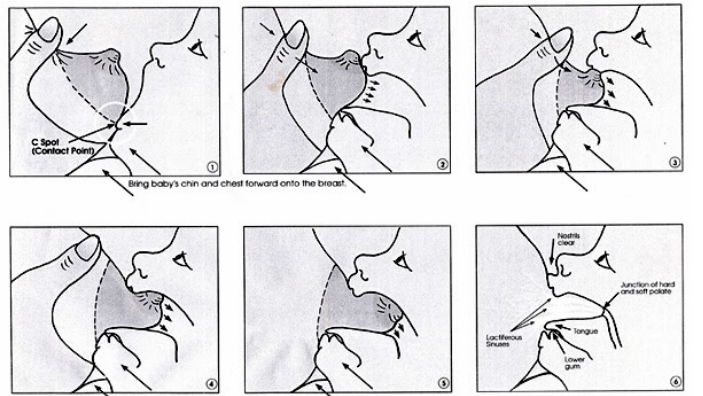 C Spot
(Contact Point)
1
Bring baby's chin and chest forward onto the breast.
2
3
4
5
Nostrils
clear
Junction of hard
and soft palate
Lactiferous
Sinuses
Tongue
Lower
gum
6